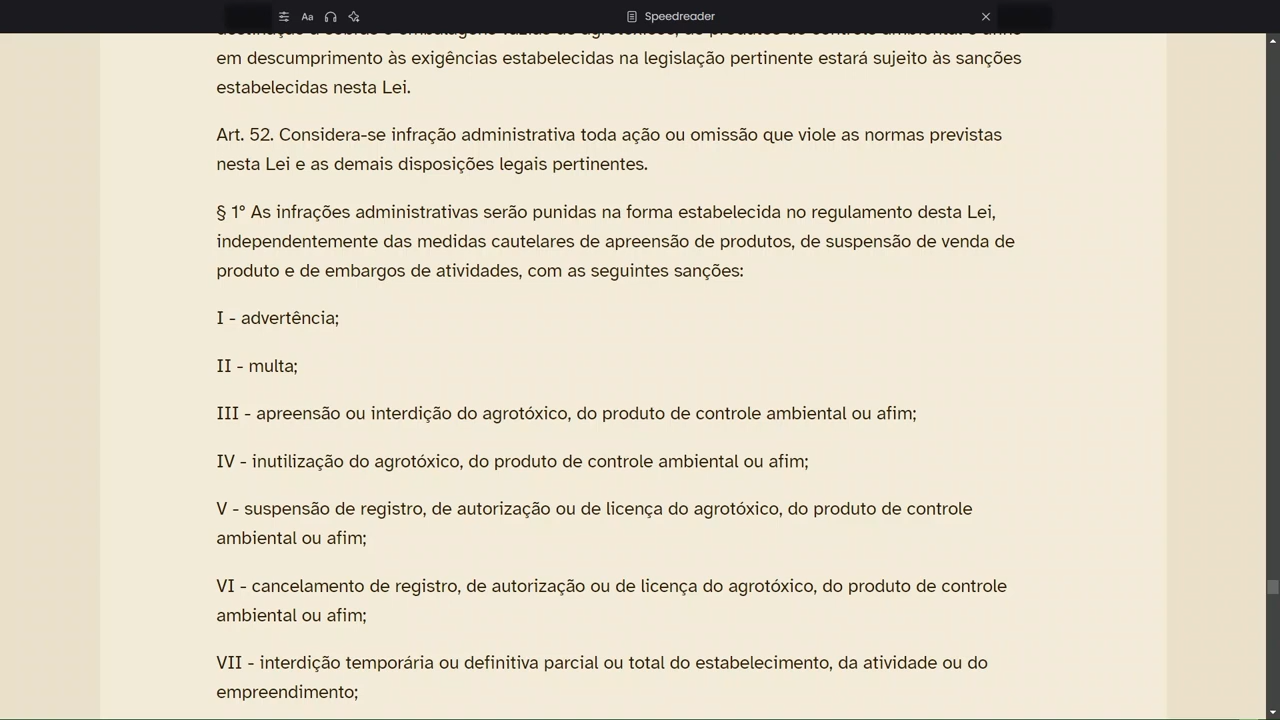 Aa
Speedreader
em descumprimento às exigências estabelecidas na legislação pertinente estará sujeito às sanções
estabelecidas nesta Lei.
Art. 52. Considera-se infração administrativa toda ação ou omissão que viole as normas previstas
nesta Lei e as demais disposições legais pertinentes.
§ 1° As infrações administrativas serão punidas na forma estabelecida no regulamento desta Lei,
independentemente das medidas cautelares de apreensão de produtos, de suspensão de venda de
produto e de embargos de atividades, com as seguintes sanções:
I - advertência;
II - multa;
III - apreensão ou interdição do agrotóxico, do produto de controle ambiental ou afim;
IV - inutilização do agrotóxico, do produto de controle ambiental ou afim;
V - suspensão de registro, de autorização ou de licença do agrotóxico, do produto de controle
ambiental ou afim;
VI - cancelamento de registro, de autorização ou de licença do agrotóxico, do produto de controle
ambiental ou afim;
VII - interdição temporária ou definitiva parcial ou total do estabelecimento, da atividade ou do
empreendimento;